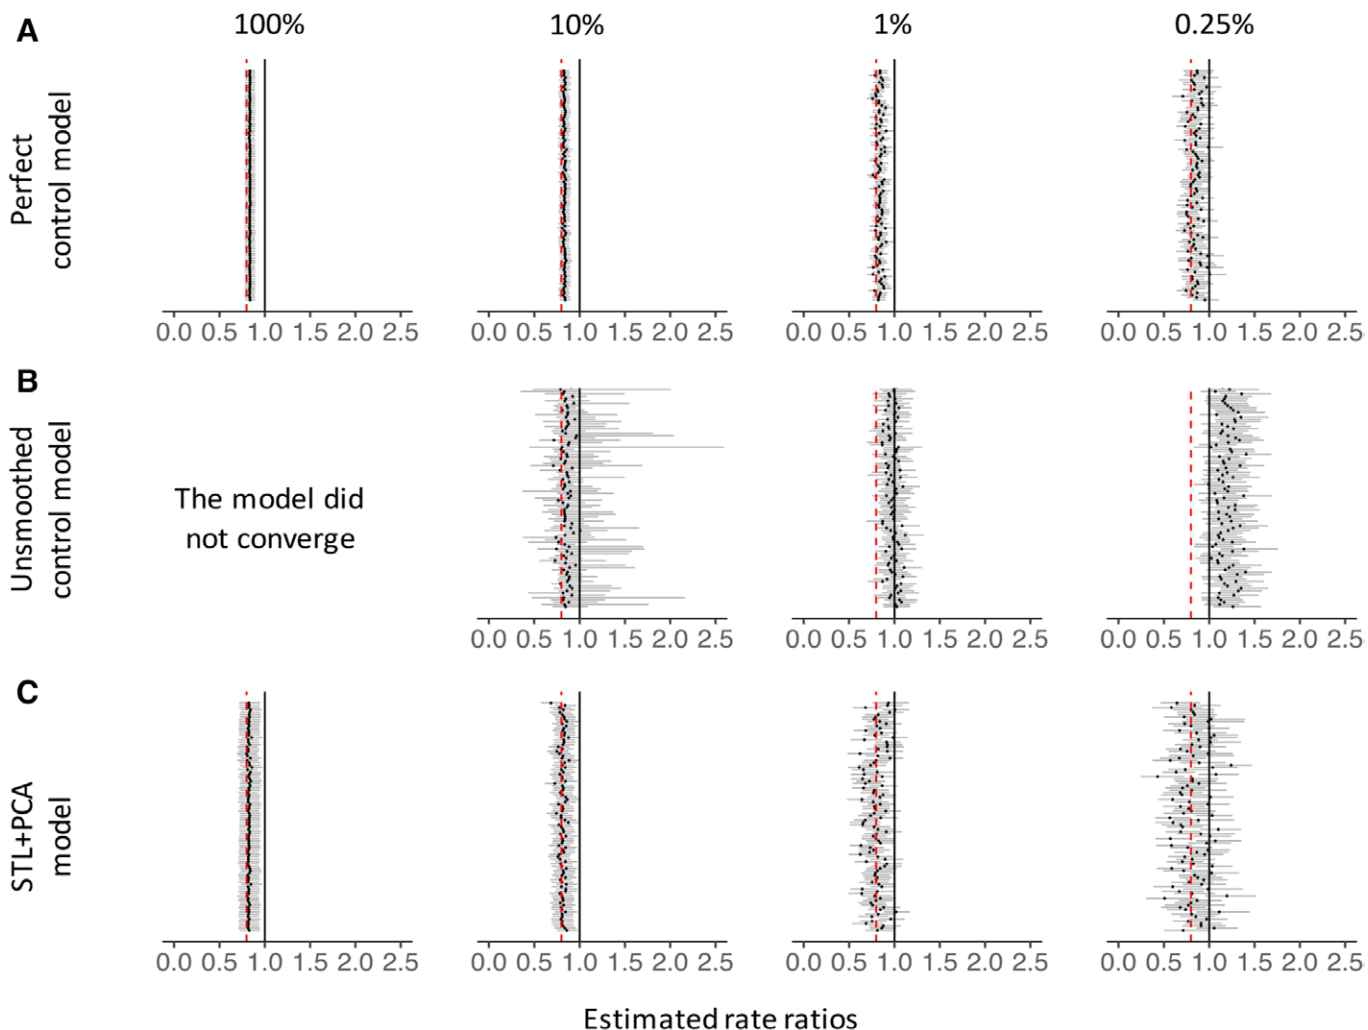 A
100%
10%
1%
0.25%
Perfect
control model
0.0 0.5 1.0 1.5 2.0 2.5
0.0 0.5 1.0 1.5 2.0 2.5
0.0 0.5 1.0 1.5 2.0 2.5
0.0 0.5 1.0 1.5 2.0 2.5
B
Unsmoothed
control model
The model did
not converge
0.0 0.5 1.0 1.5 2.0 2.5
0.0 0.5 1.0 1.5 2.0 2.5
0.0 0.5 1.0 1.5 2.0 2.5
C
STL+PCA
model
0.0 0.5 1.0 1.5 2.0 2.5
0.0 0.5 1.0 1.5 2.0 2.5
0.0 0.5 1.0 1.5 2.0 2.5
0.0 0.5 1.0 1.5 2.0 2.5
Estimated rate ratios